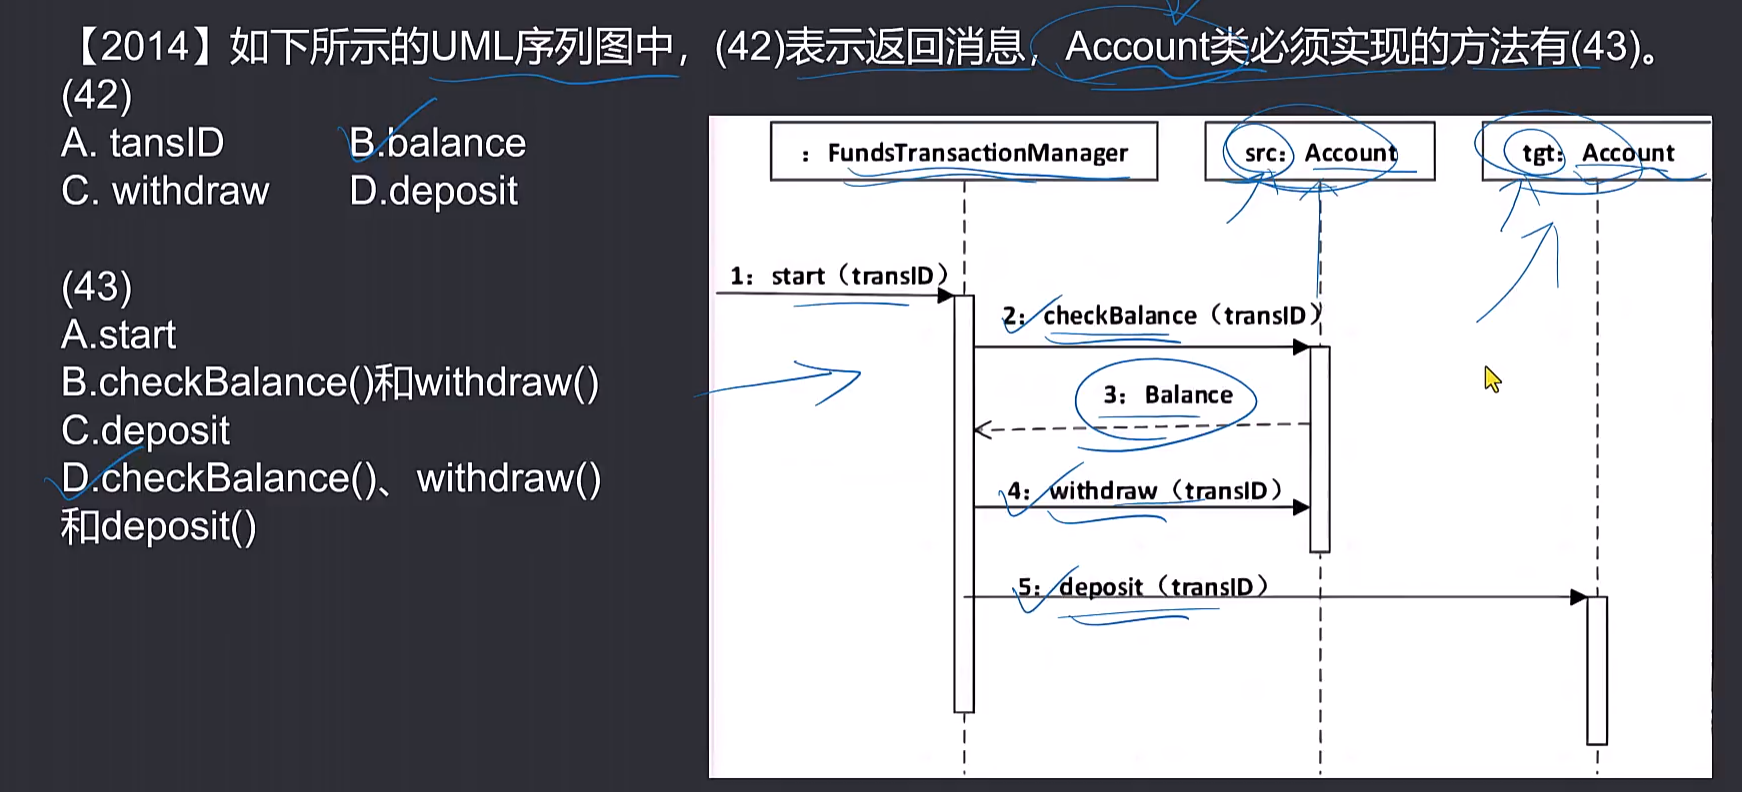 【2014】如下所示的UML序列图中，(42)表示返回消息，Account类必须实现的方法有(43)。
(42)
A. tansID B.balance
C. withdraw D.deposit
(43)
A.start
B.checkBalance()和withdraw()
C.deposit
D.checkBalance()、withdraw()
和deposit()
： FundsTransactionManager
src： Account
tgt： Account
1： start（transID）
2： checkBalance（transID）
3： Balance
4： withdraw（transID）
5： deposit（transID）